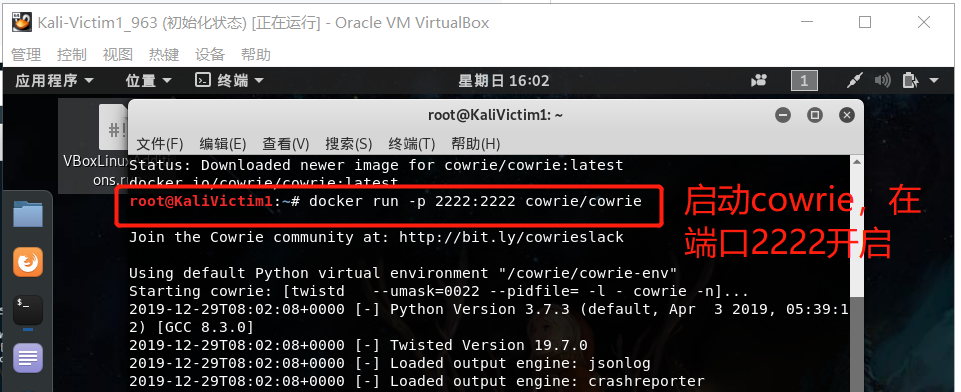 Kali-Victim1_963 (初始化状态) [正在运行] - Oracle VM VirtualBox
管理 控制 视图 热键 设备 帮助
应用程序 位置 终端 星期日 16:02 1
root@KaliVictim1: ~
文件(F) 编辑(E) 查看(V) 搜索(S) 终端(T) 帮助(H)
#!
VBoxLinux
ons.r
Status: Downloaded newer image for cowrie/cowrie:latest
docker.io/cowrie/cowrie:latest
root@KaliVictim1:~# docker run -p 2222:2222 cowrie/cowrie
启动cowrie，在
端口2222开启
Join the Cowrie community at: http://bit.ly/cowrieslack
Using default Python virtual environment "/cowrie/cowrie-env"
Starting cowrie: [twistd   --umask=0022 --pidfile= -l - cowrie -n]...
2019-12-29T08:02:08+0000 [-] Python Version 3.7.3 (default, Apr  3 2019, 05:39:1
2) [GCC 8.3.0]
2019-12-29T08:02:08+0000 [-] Twisted Version 19.7.0
2019-12-29T08:02:08+0000 [-] Loaded output engine: jsonlog
2019-12-29T08:02:08+0000 [-] Loaded output engine: crashreporter